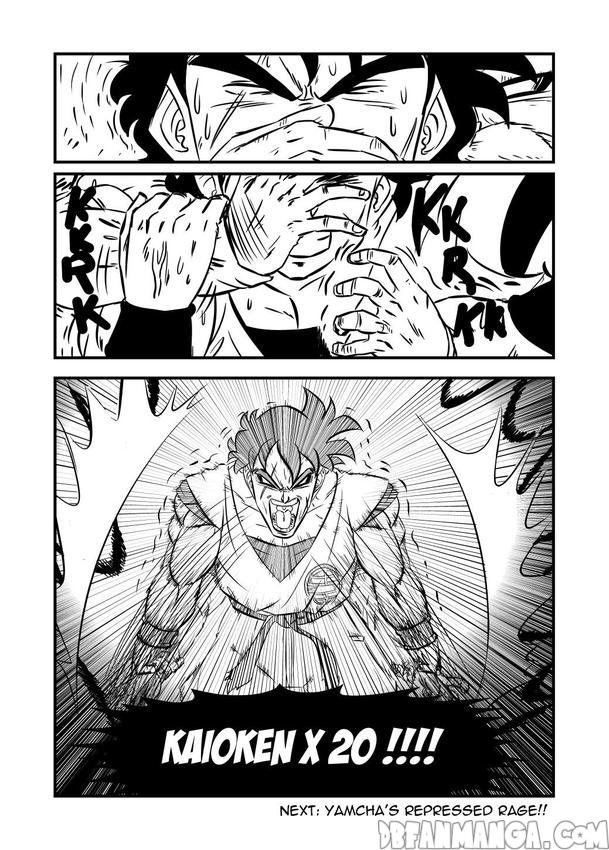 KKRK
KKRKK
KAIOKEN X 20 !!!!
NEXT: YAMCHA'S REPRESSED RAGE!!
DBFANMANGA.COM